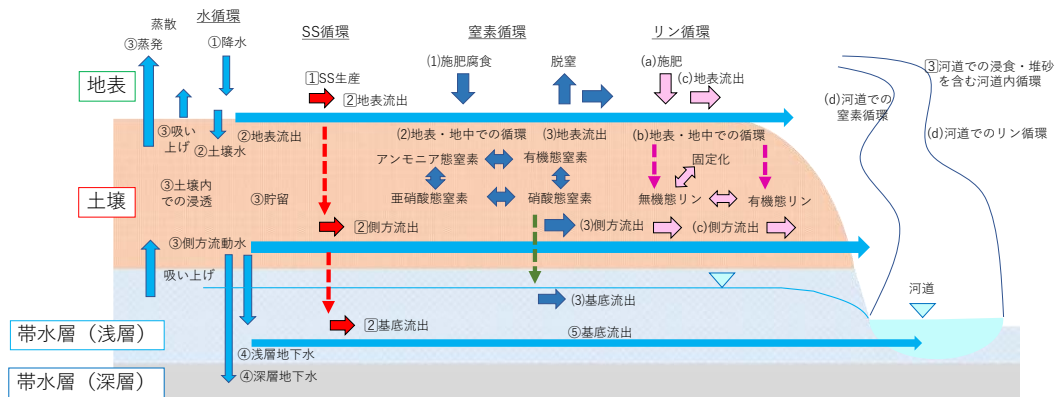 水循環
SS循環
窒素循環
リン循環
蒸散
③蒸発
①降水
1SS生産
2地表流出
(1)施肥腐食
脱窒
(a)施肥
(c)地表流出
3河道での浸食・堆砂
を含む河道内循環
地表
(d)河道での
窒素循環
(d)河道でのリン循環
③吸い
上げ
②土壌水
②地表流出
(2)地表・地中での循環
(3)地表流出
(b)地表・地中での循環
アンモニア態窒素
有機態窒素
固定化
土壌
③土壌内
での浸透
③貯留
亜硝酸態窒素
硝酸態窒素
無機態リン
有機態リン
2側方流出
(3)側方流出
(c)側方流出
③側方流動水
吸い上げ
河道
(3)基底流出
2基底流出
⑤基底流出
帯水層（浅層）
④浅層地下水
④深層地下水
帯水層（深層）